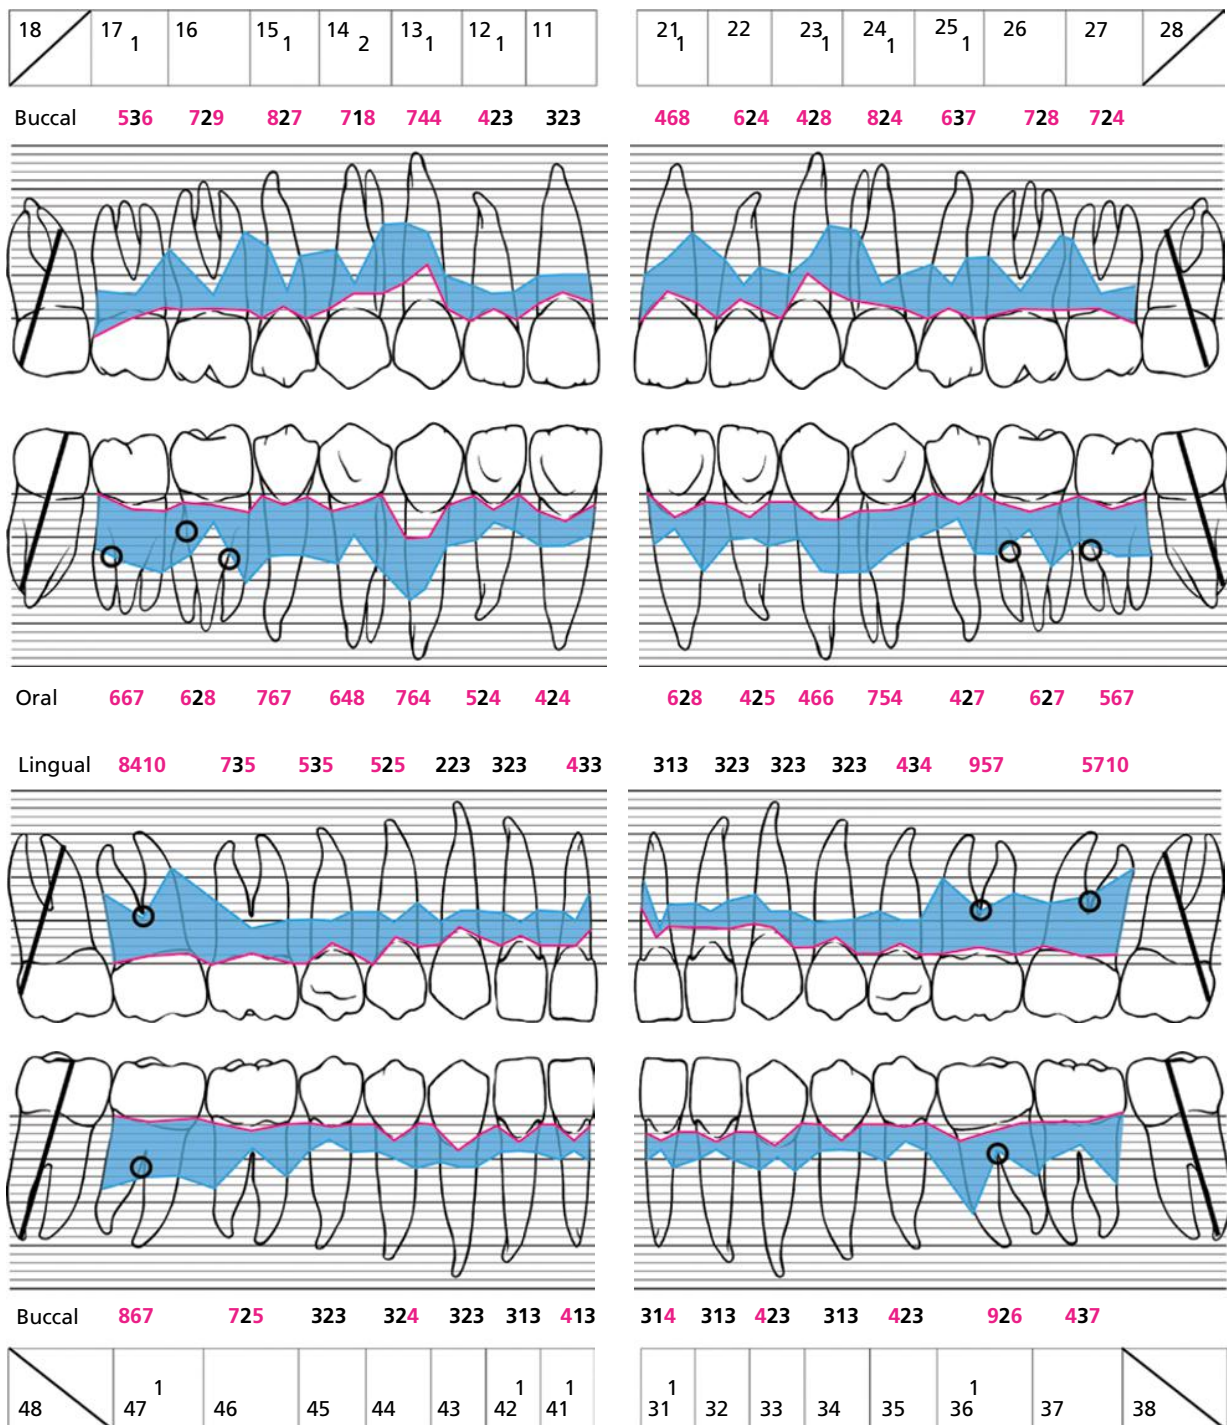 18 17 1 16 15 1 14 2 13 1 12 1 11 21 1 22 23 1 24 1 25 1 26 27 28
Buccal 536 729 827 718 744 423 323 468 624 428 824 637 728 724
Oral 667 628 767 648 764 524 424 628 425 466 754 427 627 567
Lingual 8410 735 535 525 223 323 433 313 323 323 323 434 957 5710
Buccal 867 725 323 324 323 313 413 314 313 423 313 423 926 437
1 1 1 1 1
48 47 46 45 44 43 42 41 31 32 33 34 35 36 37 38